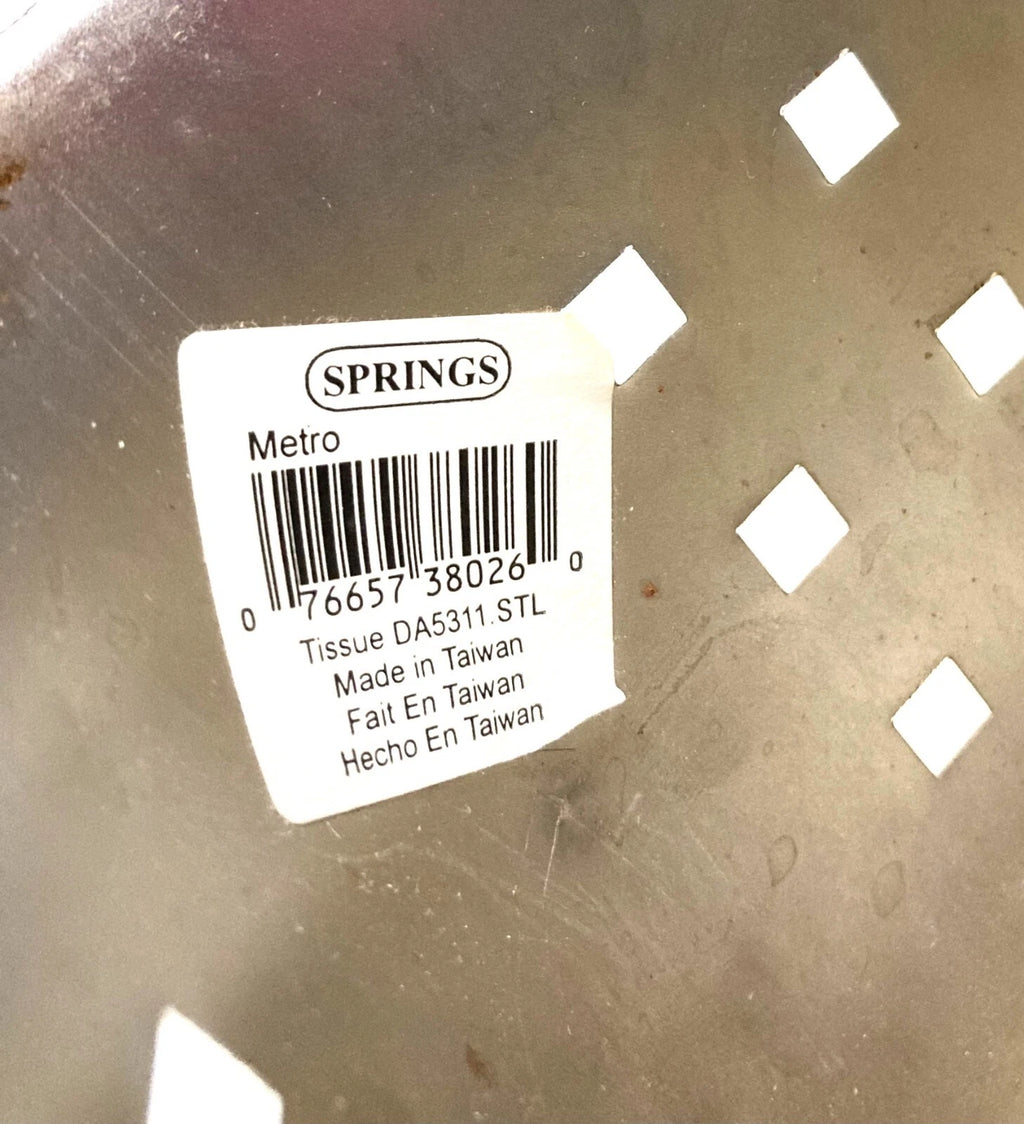 SPRINGS
Metro
0 76657 38026 0
Tissue DA5311.STL
Made in Taiwan
Fait En Taiwan
Hecho En Taiwan